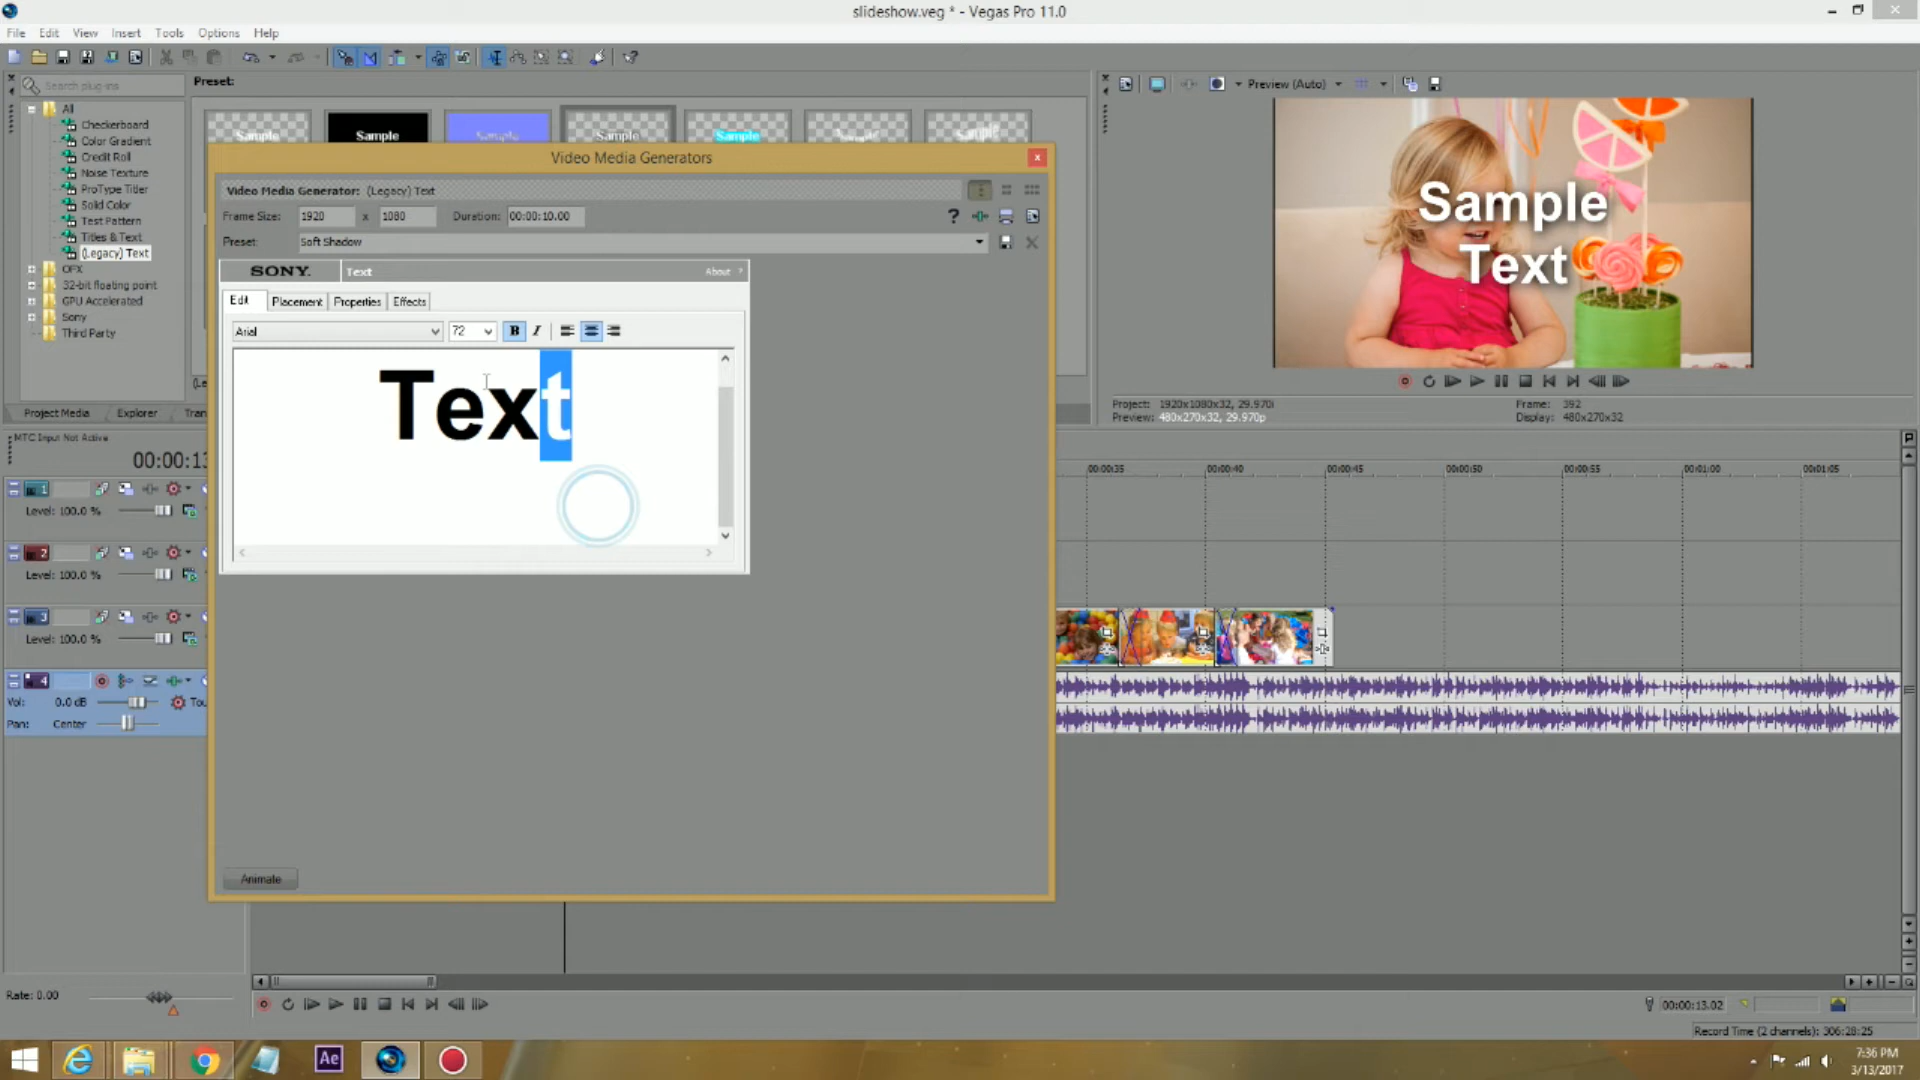 slideshow.veg * - Vegas Pro 11.0
File Edit View Insert Tools Options Help
Search plug-ins
Preset:
All
Checkerboard
Color Gradient
Credit Roll
Noise Texture
ProType Titler
Solid Color
Test Pattern
Titles & Text
(Legacy) Text
OFX
32-bit floating point
GPU Accelerated
Sony
Third Party
Sample Sample Sample Sample Sample Sample Sample
Video Media Generators
Video Media Generator: (Legacy) Text
Frame Size: 1920 x 1080 Duration: 00:00:10.00
Preset: Soft Shadow
SONY. Text About
Edit Placement Properties Effects
Arial 72 B I
Text
Animate
Preview (Auto)
Sample
Text
Project: 1920x1080x32, 29.970i
Preview: 480x270x32, 29.970p
Frame: 392
Display: 480x270x32
Project Media Explorer Tran
MTC Input Not Active
00:00:13
00:00:35 00:00:40 00:00:45 00:00:50 00:00:55 00:01:00 00:01:05
1
Level: 100.0 %
2
Level: 100.0 %
3
Level: 100.0 %
4
Vol: 0.0 dB Tou
Pan: Center
Rate: 0.00
00:00:13.02
Record Time (2 channels): 306:28:25
Ae
7:36 PM
3/13/2017